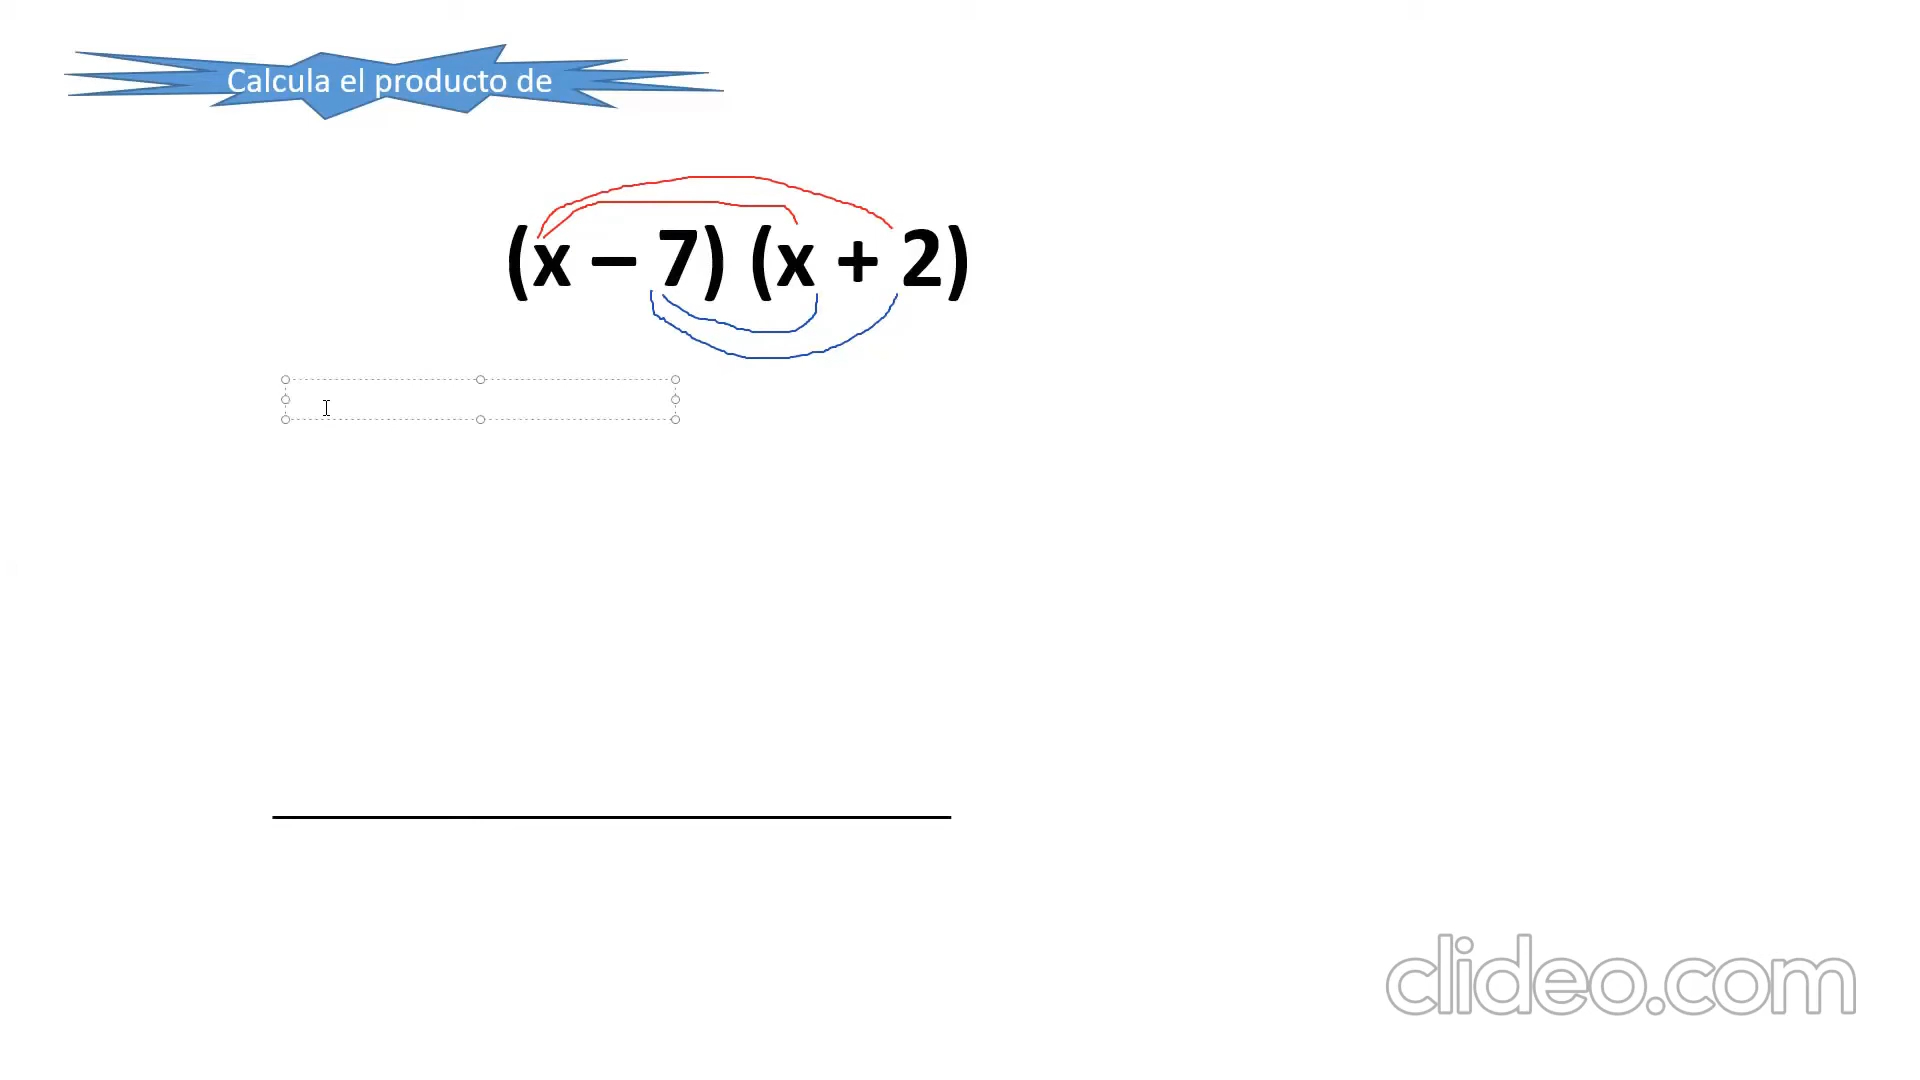 Calcula el producto de
(x – 7) (x + 2)
clideo.com